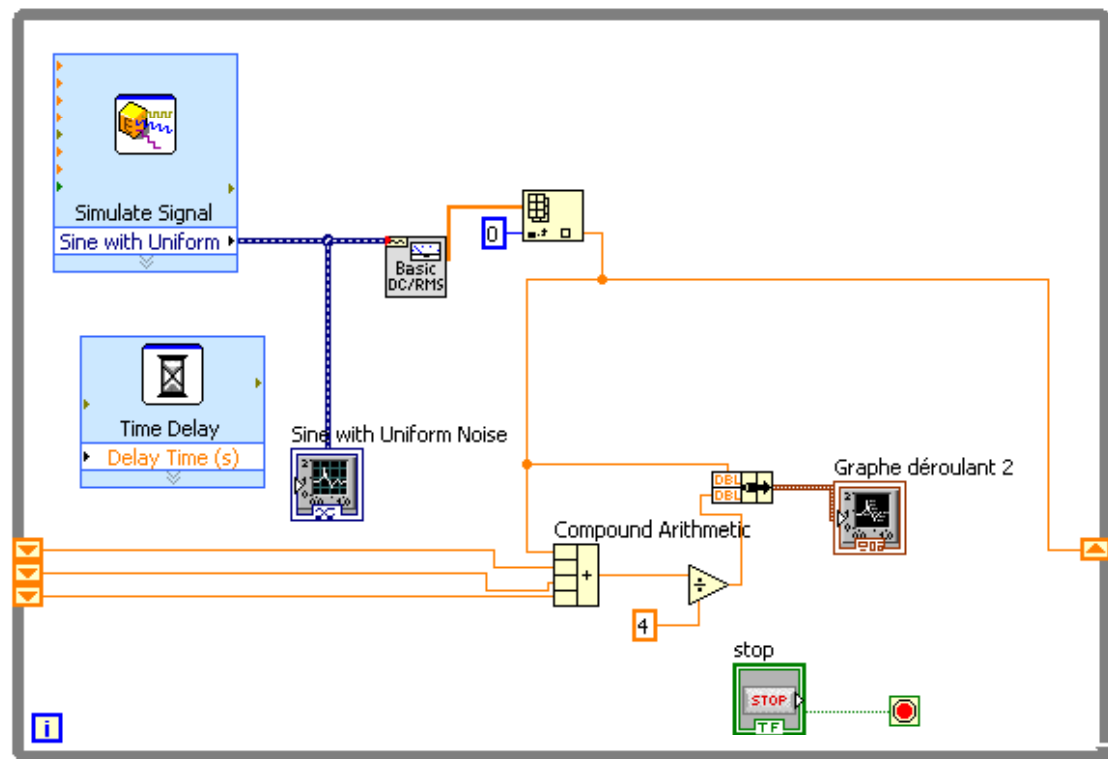 Simulate Signal
Sine with Uniform
0
Basic
DC/RMS
Time Delay
Delay Time (s)
Sine with Uniform Noise
DBL
DBL
Graphe déroulant 2
Compound Arithmetic
+
÷
4
stop
STOP
TF
i